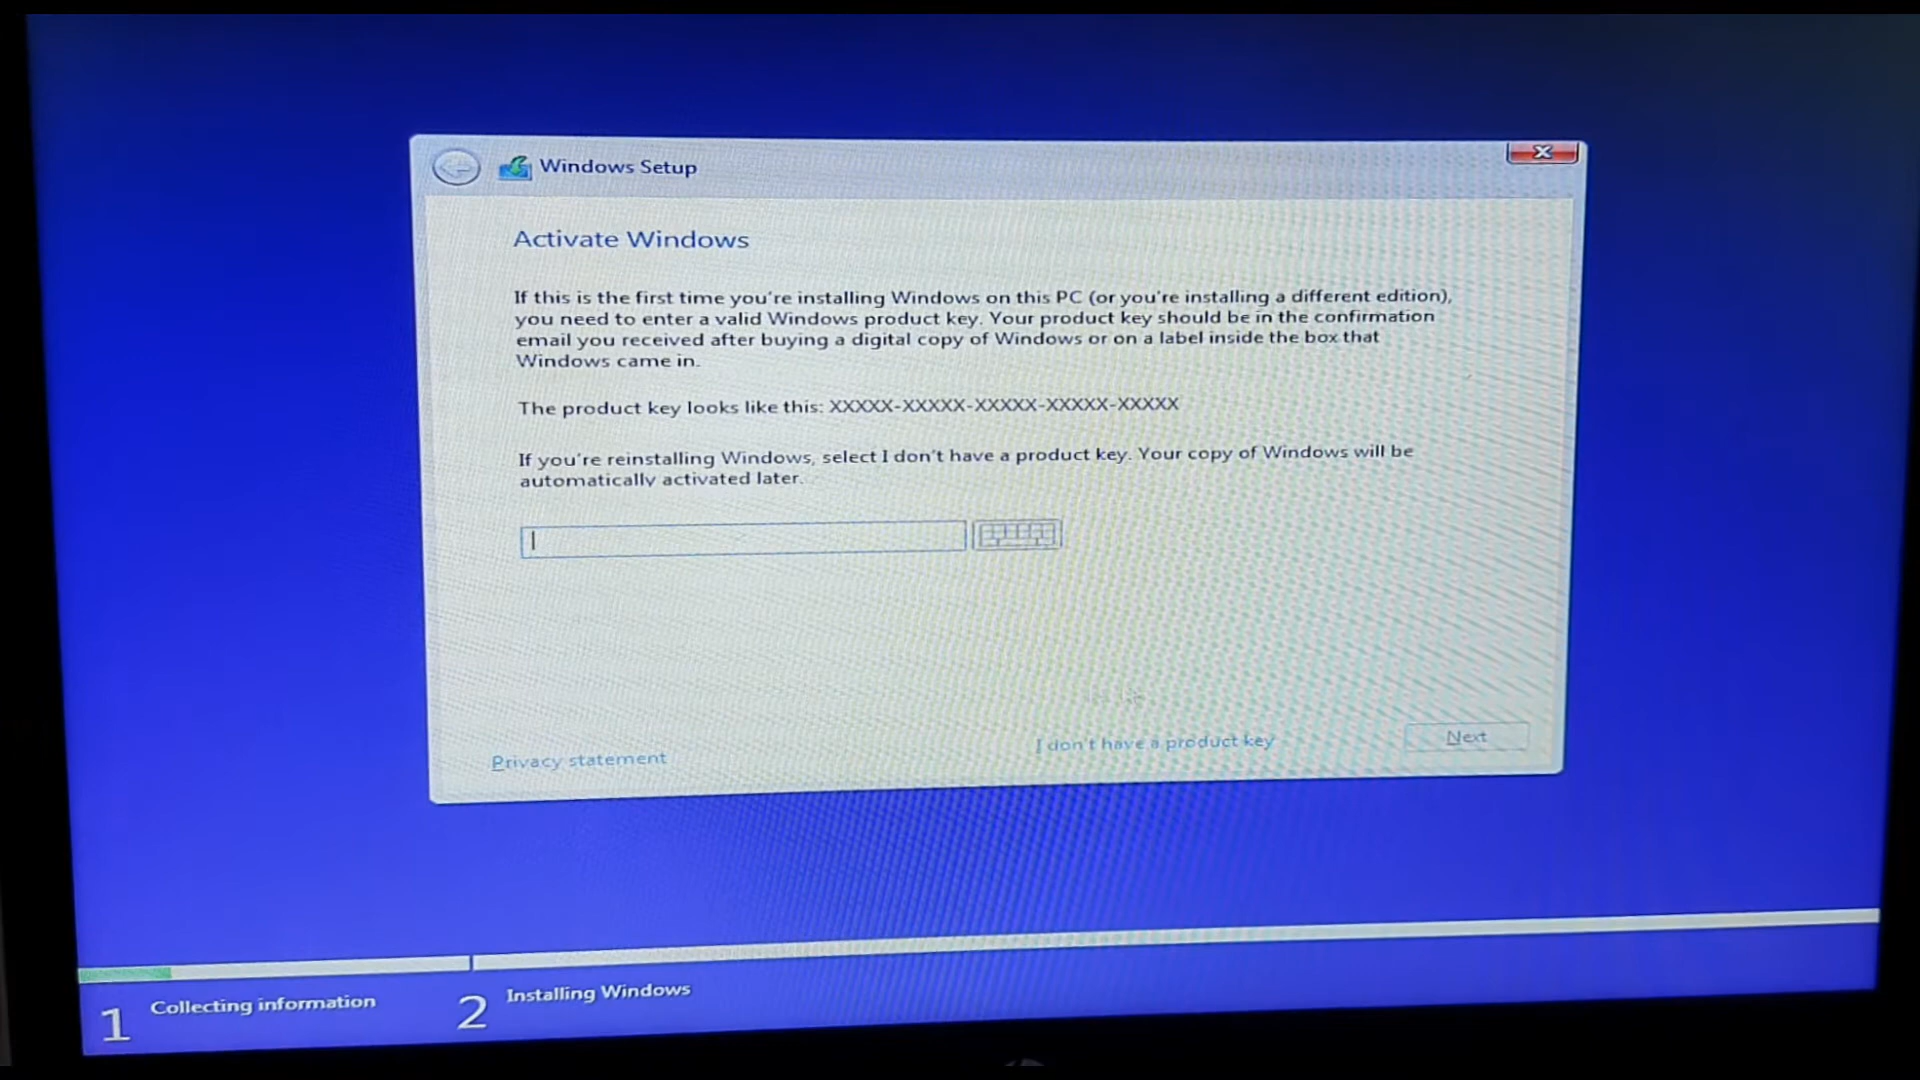 Windows Setup
Activate Windows
If this is the first time you're installing Windows on this PC (or you're installing a different edition),
you need to enter a valid Windows product key. Your product key should be in the confirmation
email you received after buying a digital copy of Windows or on a label inside the box that
Windows came in.
The product key looks like this: XXXXX-XXXXX-XXXXX-XXXXX-XXXXX
If you're reinstalling Windows, select I don't have a product key. Your copy of Windows will be
automatically activated later.
I don't have a product key
Next
Privacy statement
1 Collecting information
2 Installing Windows